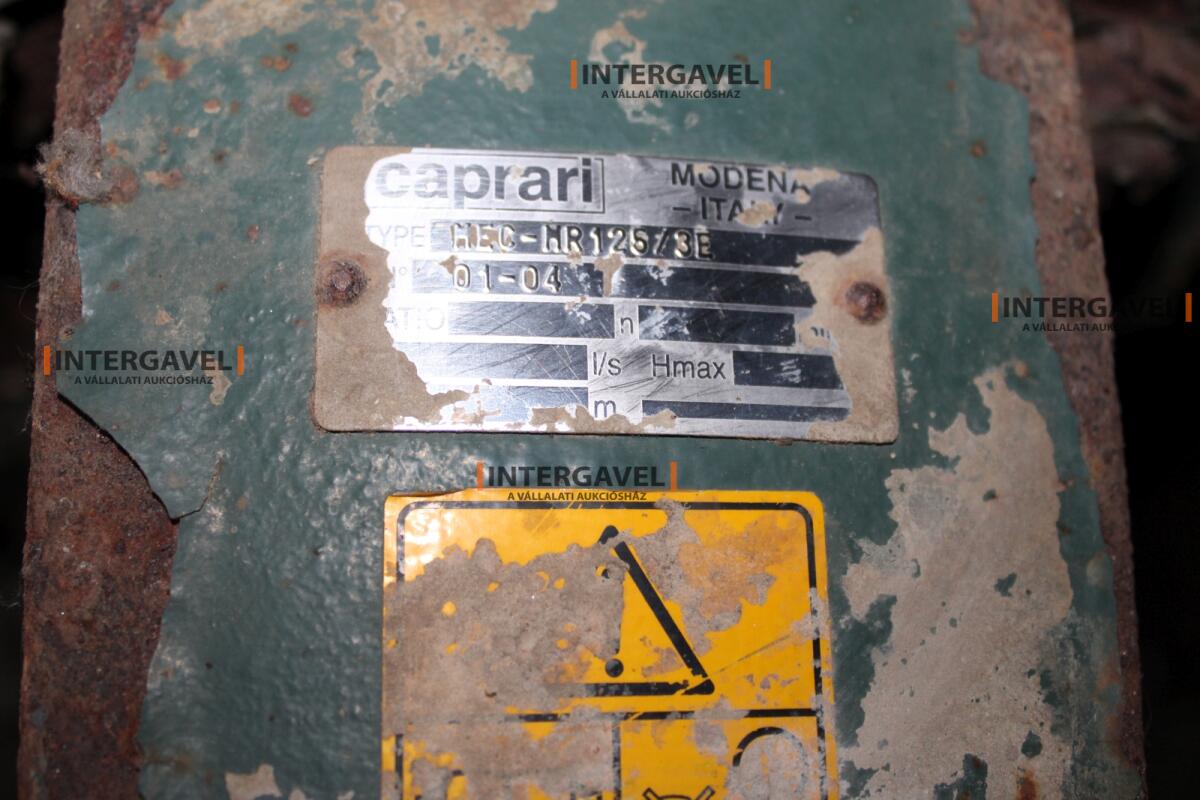 INTERGAVEL
A VÁLLALATI AUKCIÓSHÁZ
caprari MODENA
- ITALY -
TYPE MEC-MR125/3E
N° 01-04
n
INTERGAVEL
A VÁLLALATI AUKCIÓSHÁZ
INTERGAVEL
A VÁLLALATI AUKCIÓSHÁZ
l/s Hmax
m
INTERGAVEL
A VÁLLALATI AUKCIÓSHÁZ